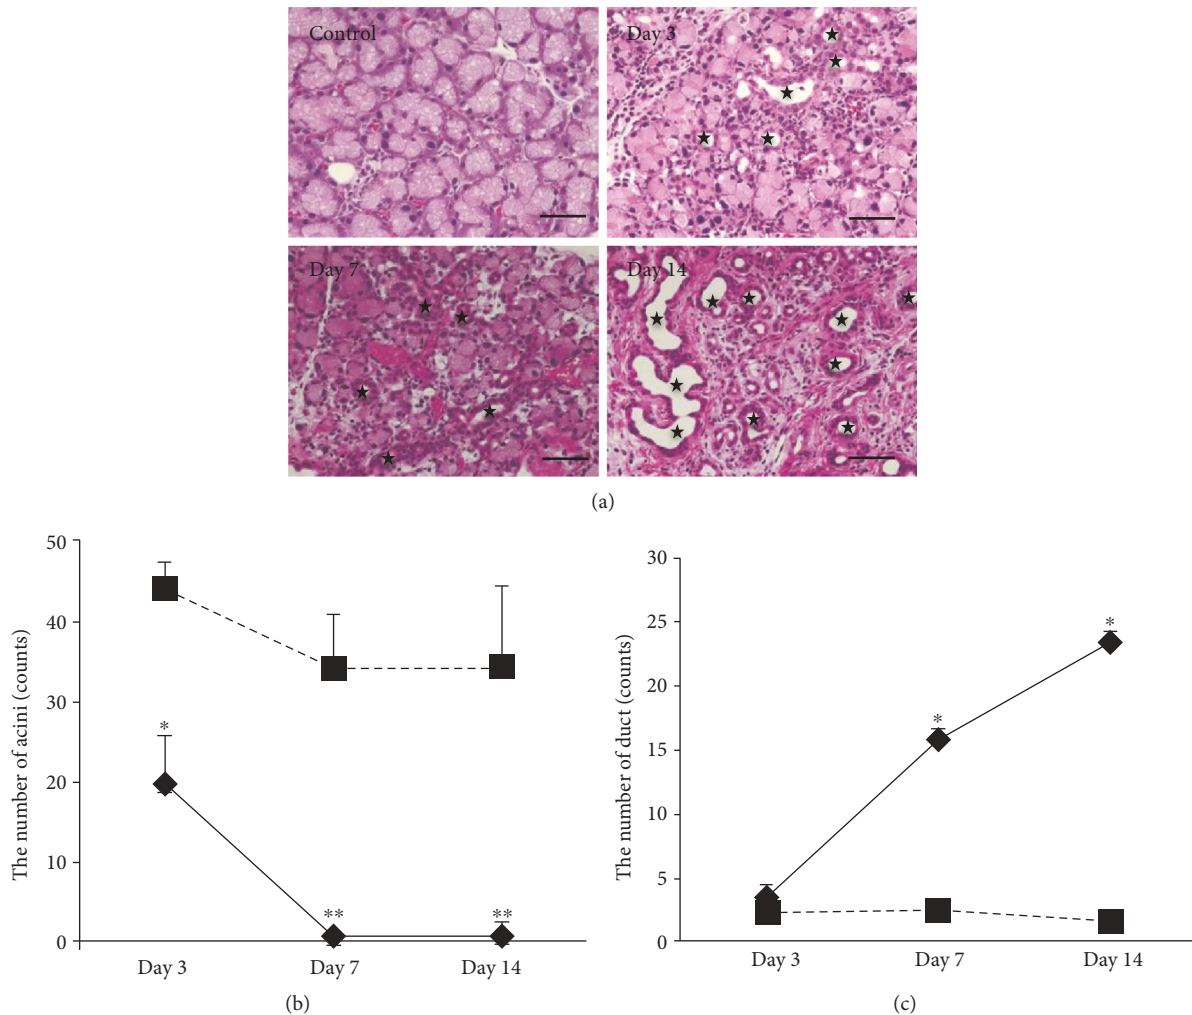 Control
Day 3
Day 7
Day 14
(a)
The number of acini (counts)
50
40
30
20
10
0
*
**
**
Day 3
Day 7
Day 14
(b)
The number of duct (counts)
30
25
20
15
10
5
0
*
*
Day 3
Day 7
Day 14
(c)